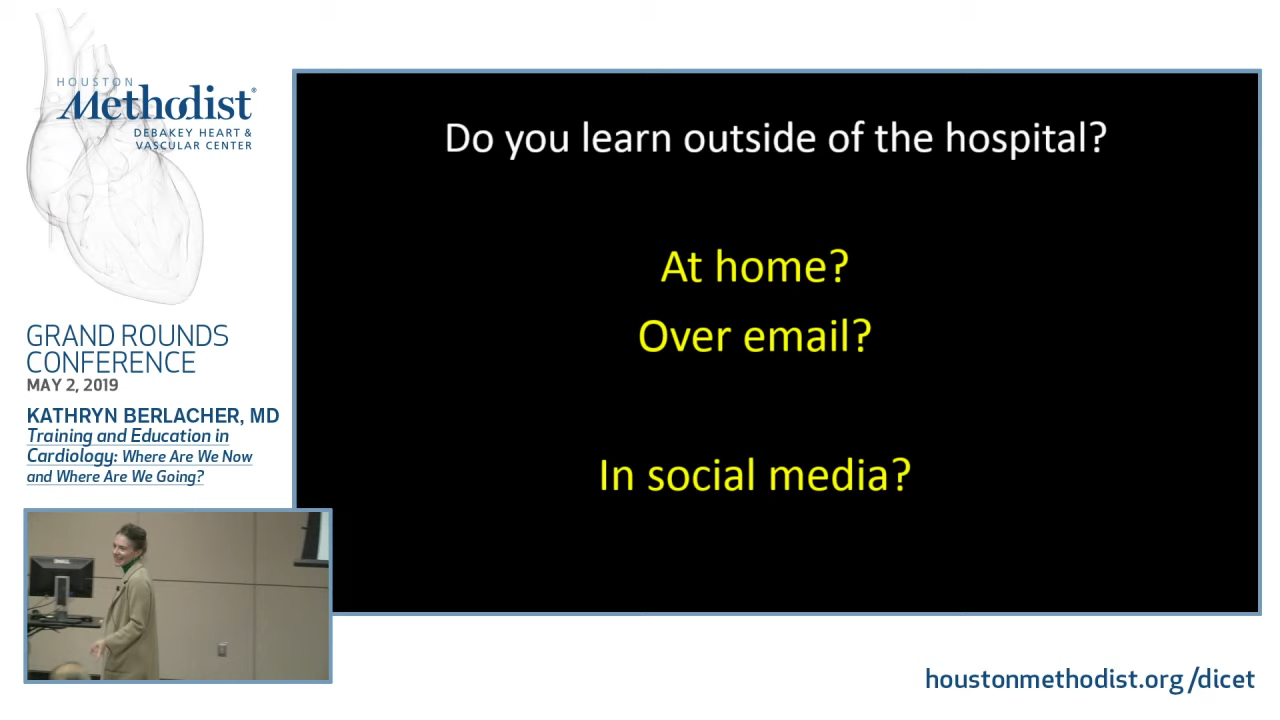 HOUSTON
Methodist®
DEBAKEY HEART &
VASCULAR CENTER
GRAND ROUNDS
CONFERENCE
MAY 2, 2019
KATHRYN BERLACHER, MD
Training and Education in
Cardiology: Where Are We Now
and Where Are We Going?
Do you learn outside of the hospital?
At home?
Over email?
In social media?
houstonmethodist.org/dicet